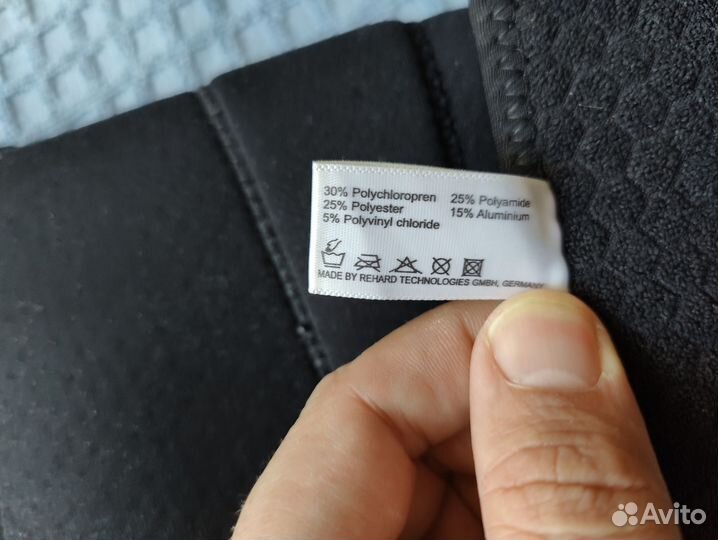 30% Polychloropren 25% Polyamide
25% Polyester 15% Aluminium
5% Polyvinyl chloride
MADE BY REHARD TECHNOLOGIES GMBH, GERMANY
Avito